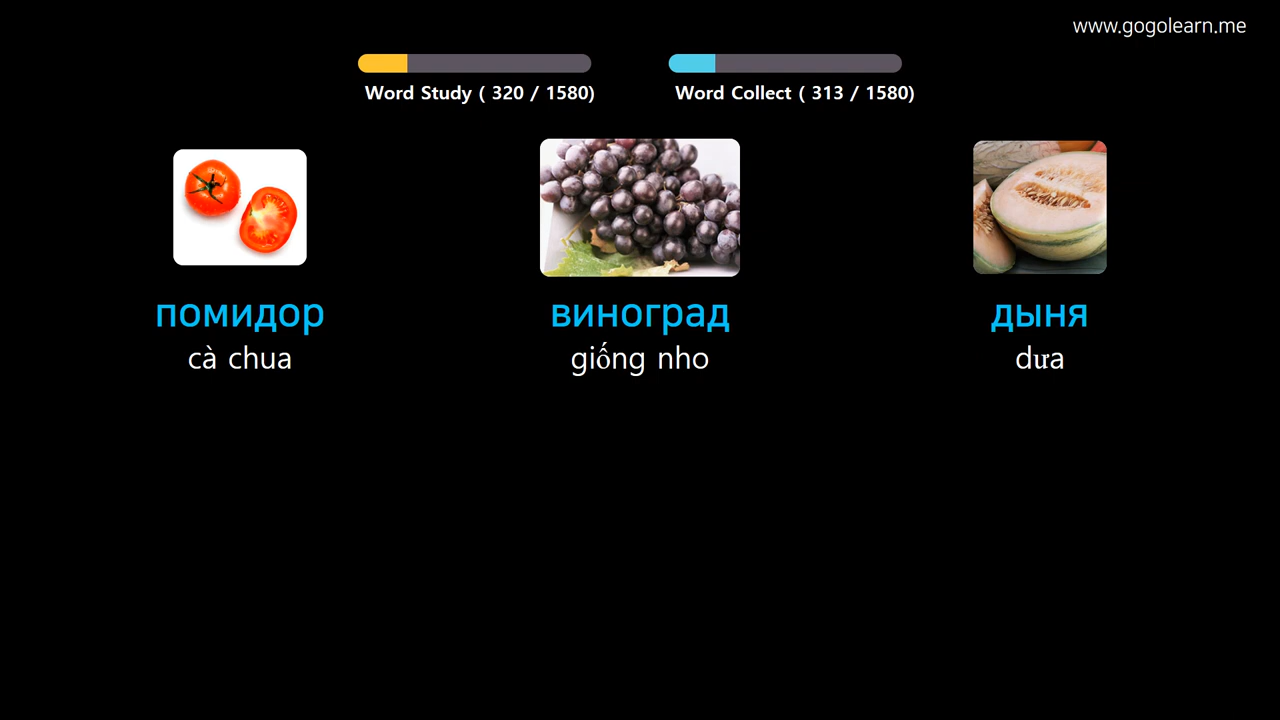 www.gogolearn.me
Word Study ( 320 / 1580)
Word Collect ( 313 / 1580)
помидор
виноград
дыня
cà chua
giống nho
dưa